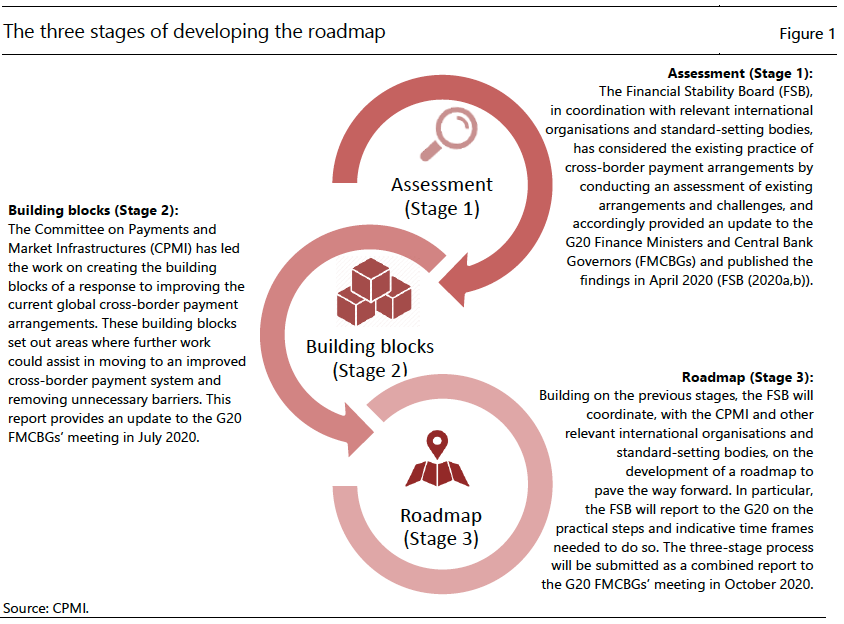 The three stages of developing the roadmap
Figure 1
Assessment (Stage 1):
The Financial Stability Board (FSB),
in coordination with relevant international
organisations and standard-setting bodies,
has considered the existing practice of
cross-border payment arrangements by
conducting an assessment of existing
arrangements and challenges, and
accordingly provided an update to the
G20 Finance Ministers and Central Bank
Governors (FMCBGs) and published the
findings in April 2020 (FSB (2020a,b)).
Assessment
(Stage 1)
Building blocks (Stage 2):
The Committee on Payments and
Market Infrastructures (CPMI) has led
the work on creating the building
blocks of a response to improving the
current global cross-border payment
arrangements. These building blocks
set out areas where further work
could assist in moving to an improved
cross-border payment system and
removing unnecessary barriers. This
report provides an update to the G20
FMCBGs’ meeting in July 2020.
Building blocks
(Stage 2)
Roadmap (Stage 3):
Building on the previous stages, the FSB will
coordinate, with the CPMI and other
relevant international organisations and
standard-setting bodies, on the
development of a roadmap to
pave the way forward. In particular,
the FSB will report to the G20 on the
practical steps and indicative time frames
needed to do so. The three-stage process
will be submitted as a combined report to
the G20 FMCBGs’ meeting in October 2020.
Roadmap
(Stage 3)
Source: CPMI.